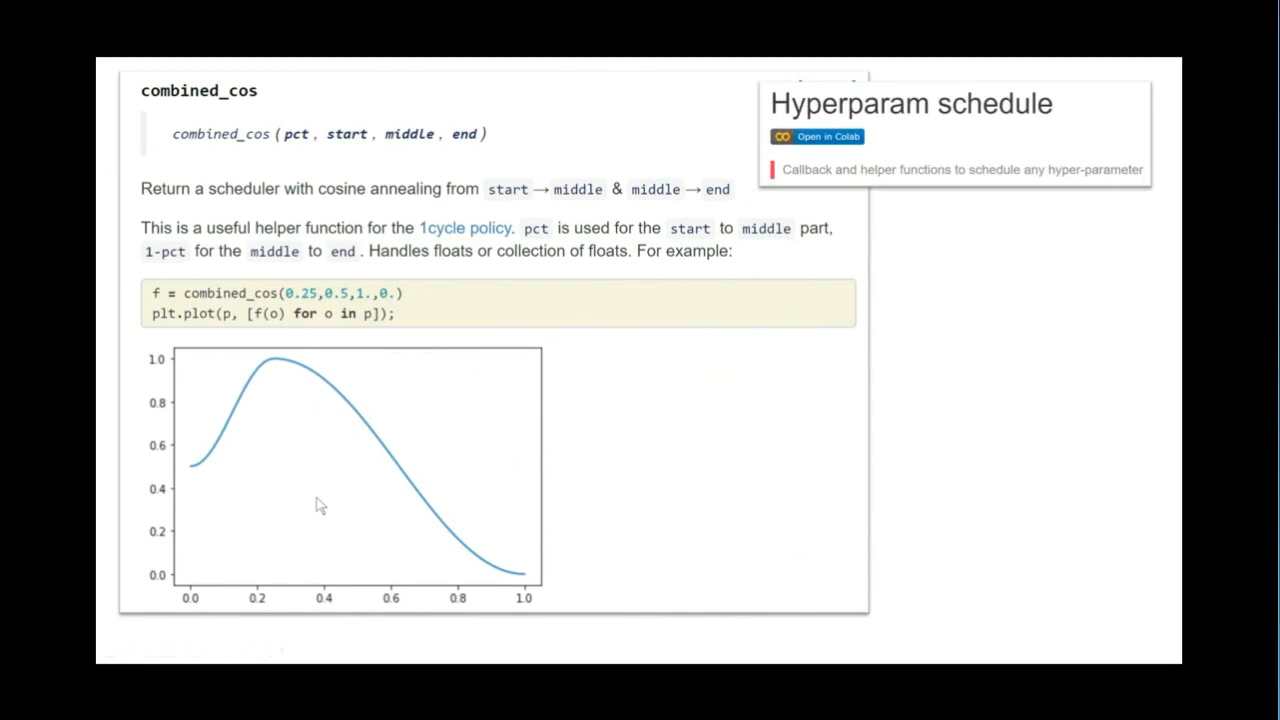 combined_cos
Hyperparam schedule
Open in Colab
Callback and helper functions to schedule any hyper-parameter
combined_cos ( pct , start , middle , end )
Return a scheduler with cosine annealing from start → middle & middle → end
This is a useful helper function for the 1cycle policy. pct is used for the start to middle part,
1-pct for the middle to end . Handles floats or collection of floats. For example:
f = combined_cos(0.25,0.5,1.,0.)
plt.plot(p, [f(o) for o in p]);
1.0
0.8
0.6
0.4
0.2
0.0
0.0 0.2 0.4 0.6 0.8 1.0